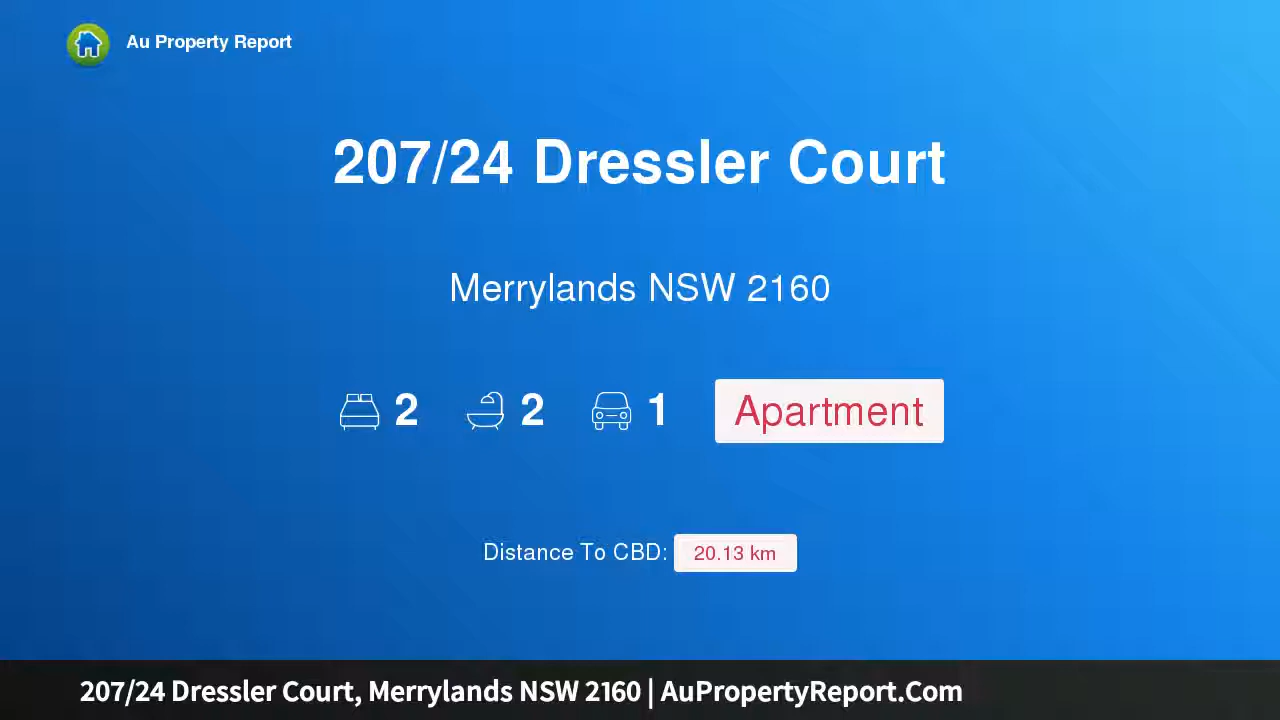 Au Property Report
207/24 Dressler Court
Merrylands NSW 2160
2 2 1 Apartment
Distance To CBD: 20.13 km
207/24 Dressler Court, Merrylands NSW 2160 | AuPropertyReport.Com